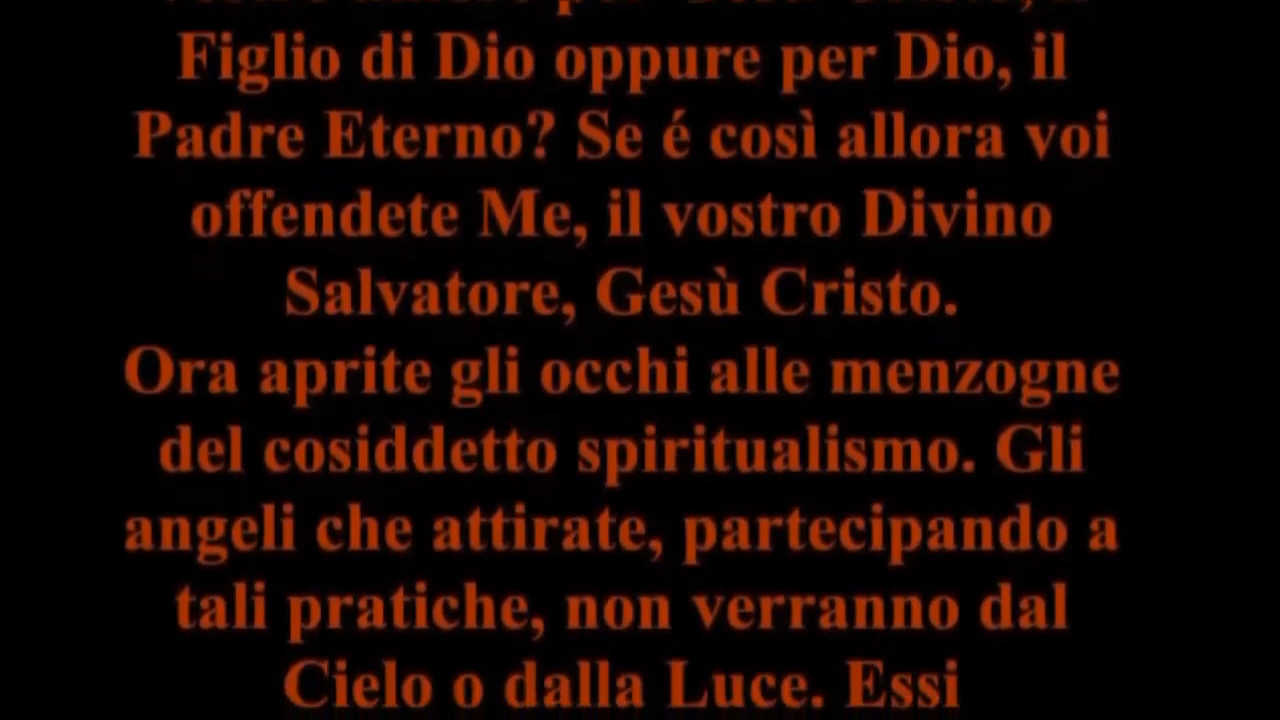 Figlio di Dio oppure per Dio, il
Padre Eterno? Se é così allora voi
offendete Me, il vostro Divino
Salvatore, Gesù Cristo.
Ora aprite gli occhi alle menzogne
del cosiddetto spiritualismo. Gli
angeli che attirate, partecipando a
tali pratiche, non verranno dal
Cielo o dalla Luce. Essi